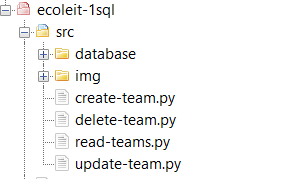 ecoleit-1sql
src
database
img
create-team.py
delete-team.py
read-teams.py
update-team.py